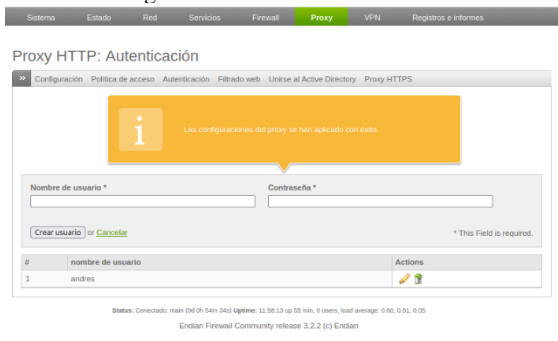 Sistema Estado Red Servicios Firewall Proxy VPN Registros e informes
Proxy HTTP: Autenticación
» Configuración Política de acceso Autenticación Filtrado web Unirse al Active Directory Proxy HTTPS
i
Las configuraciones del proxy se han aplicado con éxito.
Nombre de usuario * Contraseña *
Crear usuario or Cancelar * This Field is required.
# nombre de usuario Actions
1 andres
Status: Conectado: main (0d 0h 54m 34s) Uptime: 11:58:13 up 55 min, 0 users, load average: 0.00, 0.01, 0.05
Endian Firewall Community release 3.2.2 (c) Endian